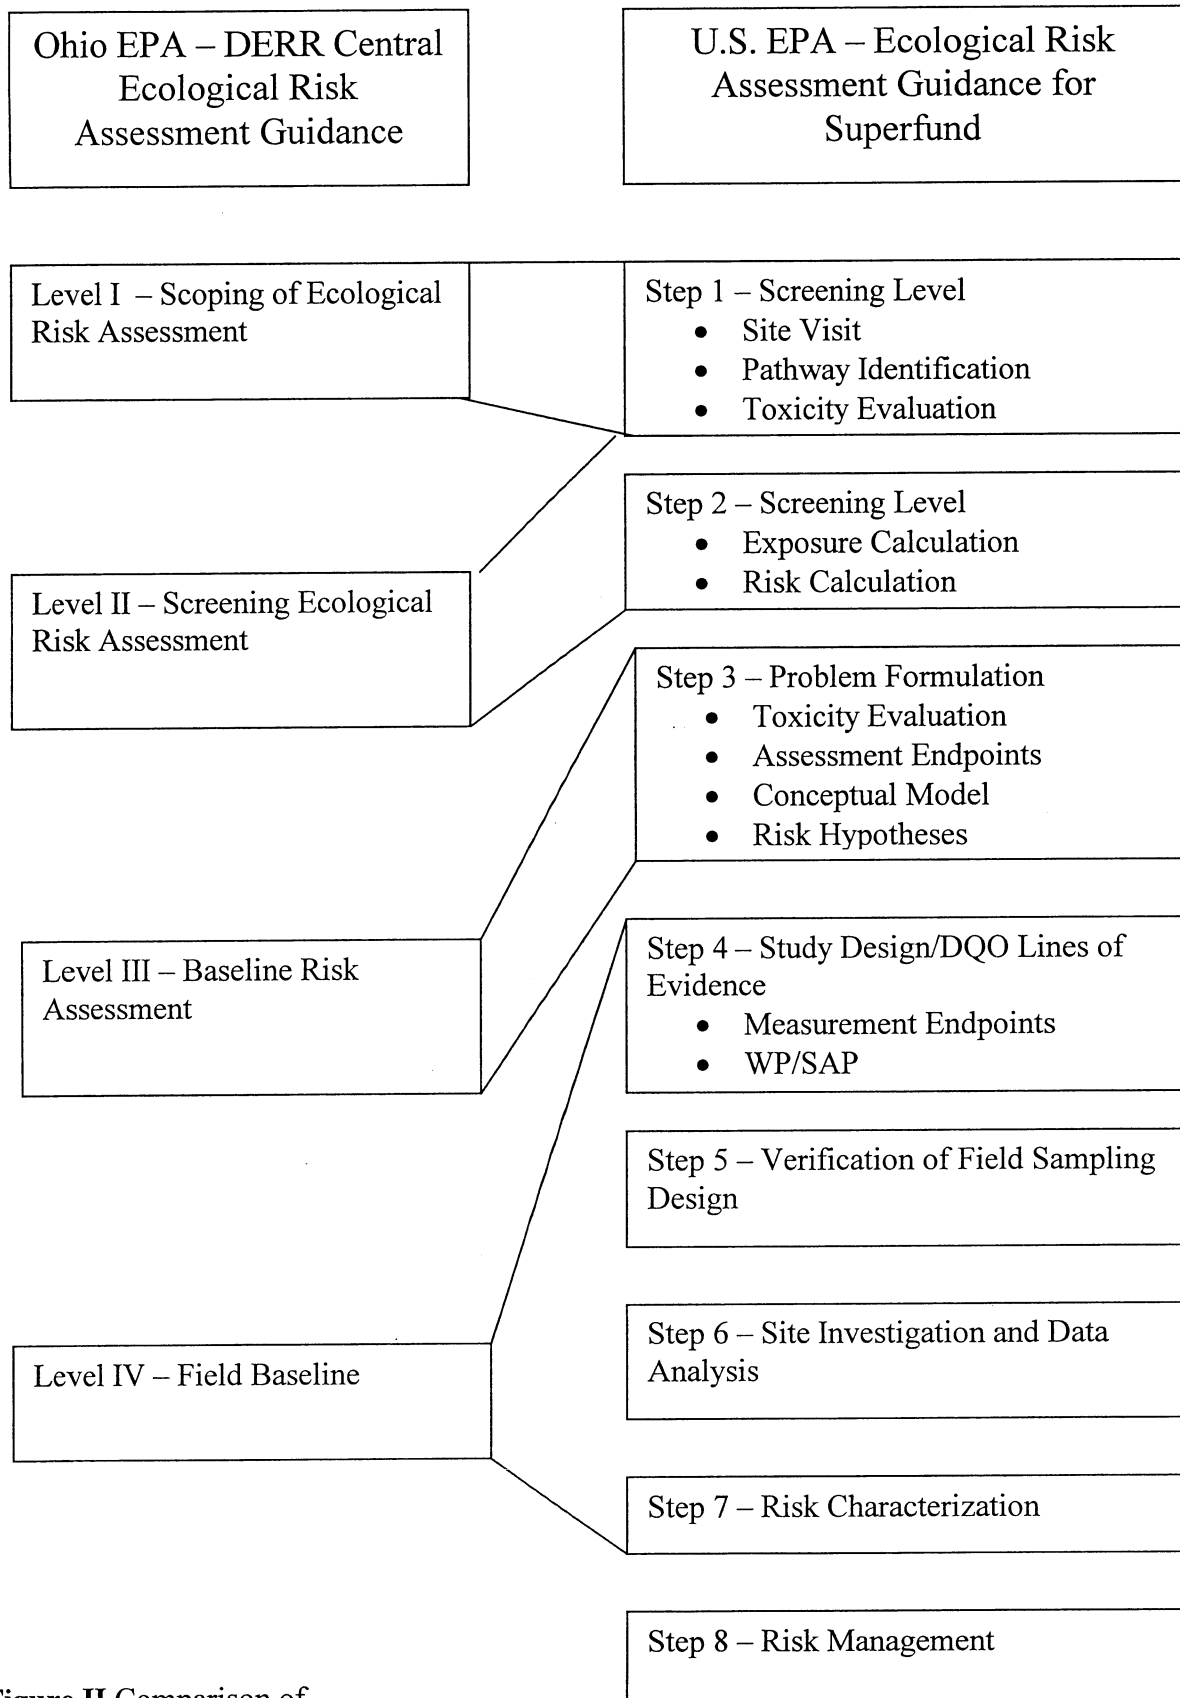 Ohio EPA – DERR Central
Ecological Risk
Assessment Guidance
U.S. EPA – Ecological Risk
Assessment Guidance for
Superfund
Level I – Scoping of Ecological
Risk Assessment
Step 1 – Screening Level
• Site Visit
• Pathway Identification
• Toxicity Evaluation
Step 2 – Screening Level
• Exposure Calculation
• Risk Calculation
Level II – Screening Ecological
Risk Assessment
Step 3 – Problem Formulation
• Toxicity Evaluation
• Assessment Endpoints
• Conceptual Model
• Risk Hypotheses
Level III – Baseline Risk
Assessment
Step 4 – Study Design/DQO Lines of
Evidence
• Measurement Endpoints
• WP/SAP
Step 5 – Verification of Field Sampling
Design
Step 6 – Site Investigation and Data
Analysis
Level IV – Field Baseline
Step 7 – Risk Characterization
Step 8 – Risk Management
Figure II Comparison of